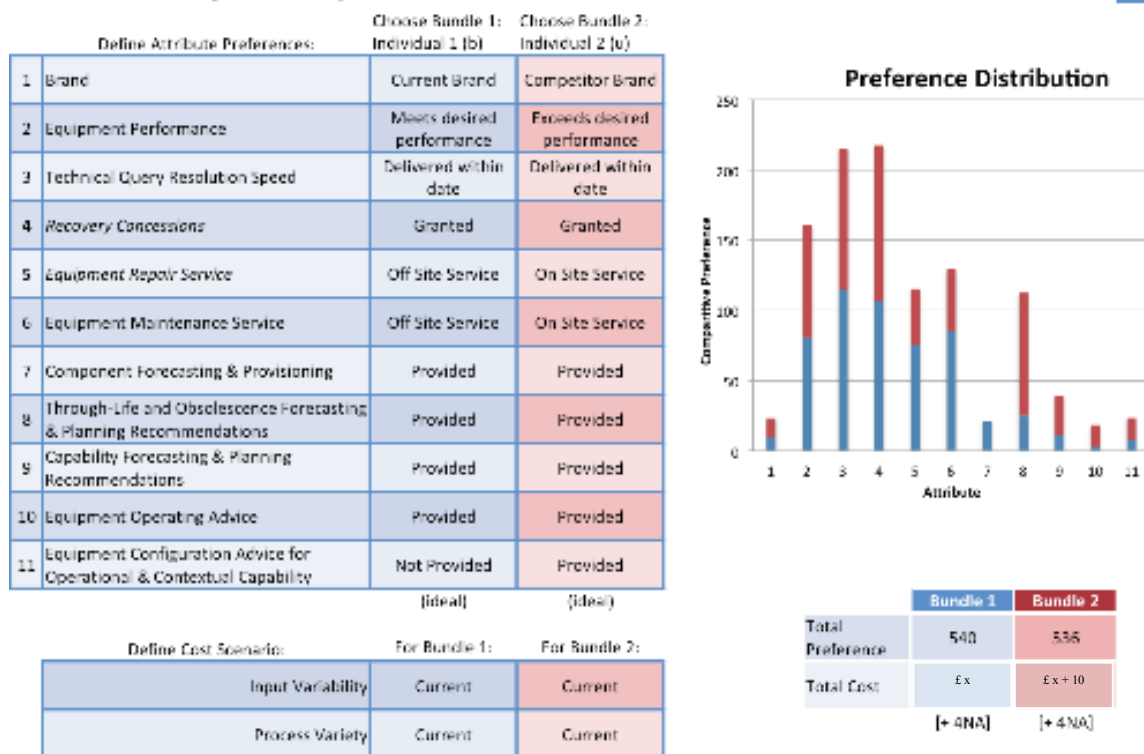 Choose Bundle 1: Choose Bundle 2:
Define Attribute Preferences: Individual 1 (b) Individual 2 (u)
1 Brand Current Brand Competitor Brand
2 Equipment Performance Meets desired performance Exceeds desired performance
3 Technical Query Resolution Speed Delivered within date Delivered within date
4 Recovery Concessions Granted Granted
5 Equipment Repair Service Off Site Service On Site Service
6 Equipment Maintenance Service Off Site Service On Site Service
7 Component Forecasting & Provisioning Provided Provided
8 Through-Life and Obsolescence Forecasting
& Planning Recommendations Provided Provided
9 Capability Forecasting & Planning
Recommendations Provided Provided
10 Equipment Operating Advice Provided Provided
11 Equipment Configuration Advice for
Operational & Contextual Capability Not Provided Provided
(ideal) (ideal)
Define Cost Scenario: For Bundle 1: For Bundle 2:
Input Variability Current Current
Process Variety Current Current
Preference Distribution
250
200
150
100
50
0
Comparitive Preference
1 2 3 4 5 6 7 8 9 10 11
Attribute
Bundle 1 Bundle 2
Total
Preference 540 536
Total Cost £ x £ x + 10
[+ 4NA] [+ 4NA]